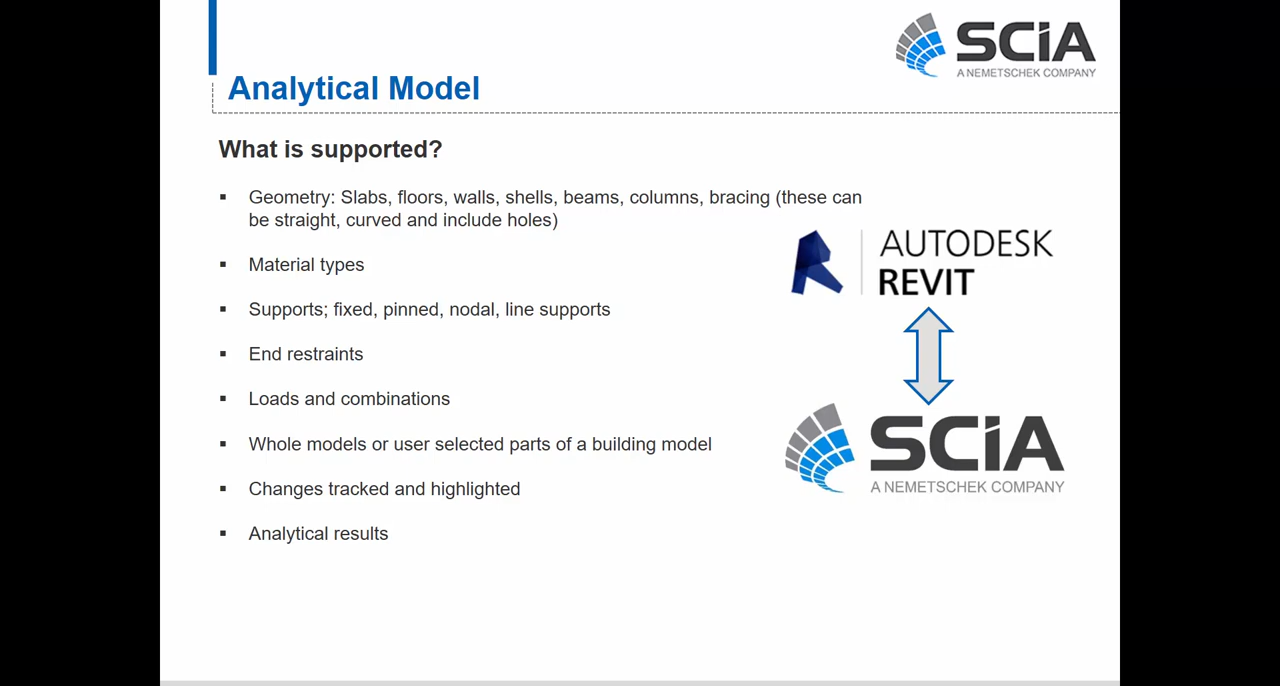 SCiA
A NEMETSCHEK COMPANY
Analytical Model
What is supported?
▪ Geometry: Slabs, floors, walls, shells, beams, columns, bracing (these can
be straight, curved and include holes)
▪ Material types
▪ Supports; fixed, pinned, nodal, line supports
▪ End restraints
▪ Loads and combinations
▪ Whole models or user selected parts of a building model
▪ Changes tracked and highlighted
▪ Analytical results
AUTODESK
REVIT
SCiA
A NEMETSCHEK COMPANY